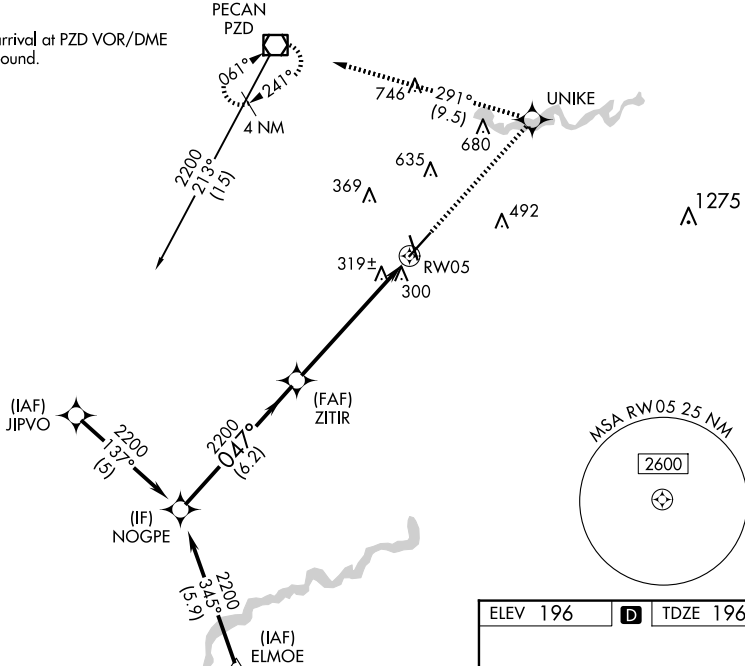 PECAN
PZD
rrival at PZD VOR/DME
ound.
061°
241°
4 NM
2200
213°
(15)
746
291°
(9.5)
UNIKE
680
635
369
492
1275
319±
RW05
300
(FAF)
ZITIR
(IAF)
JIPVO
2200
137°
(5)
2200
047°
(6.2)
(IF)
NOGPE
2200
345°
(5.9)
(IAF)
ELMOE
MSA RW05 25 NM
2600
ELEV 196 D TDZE 196